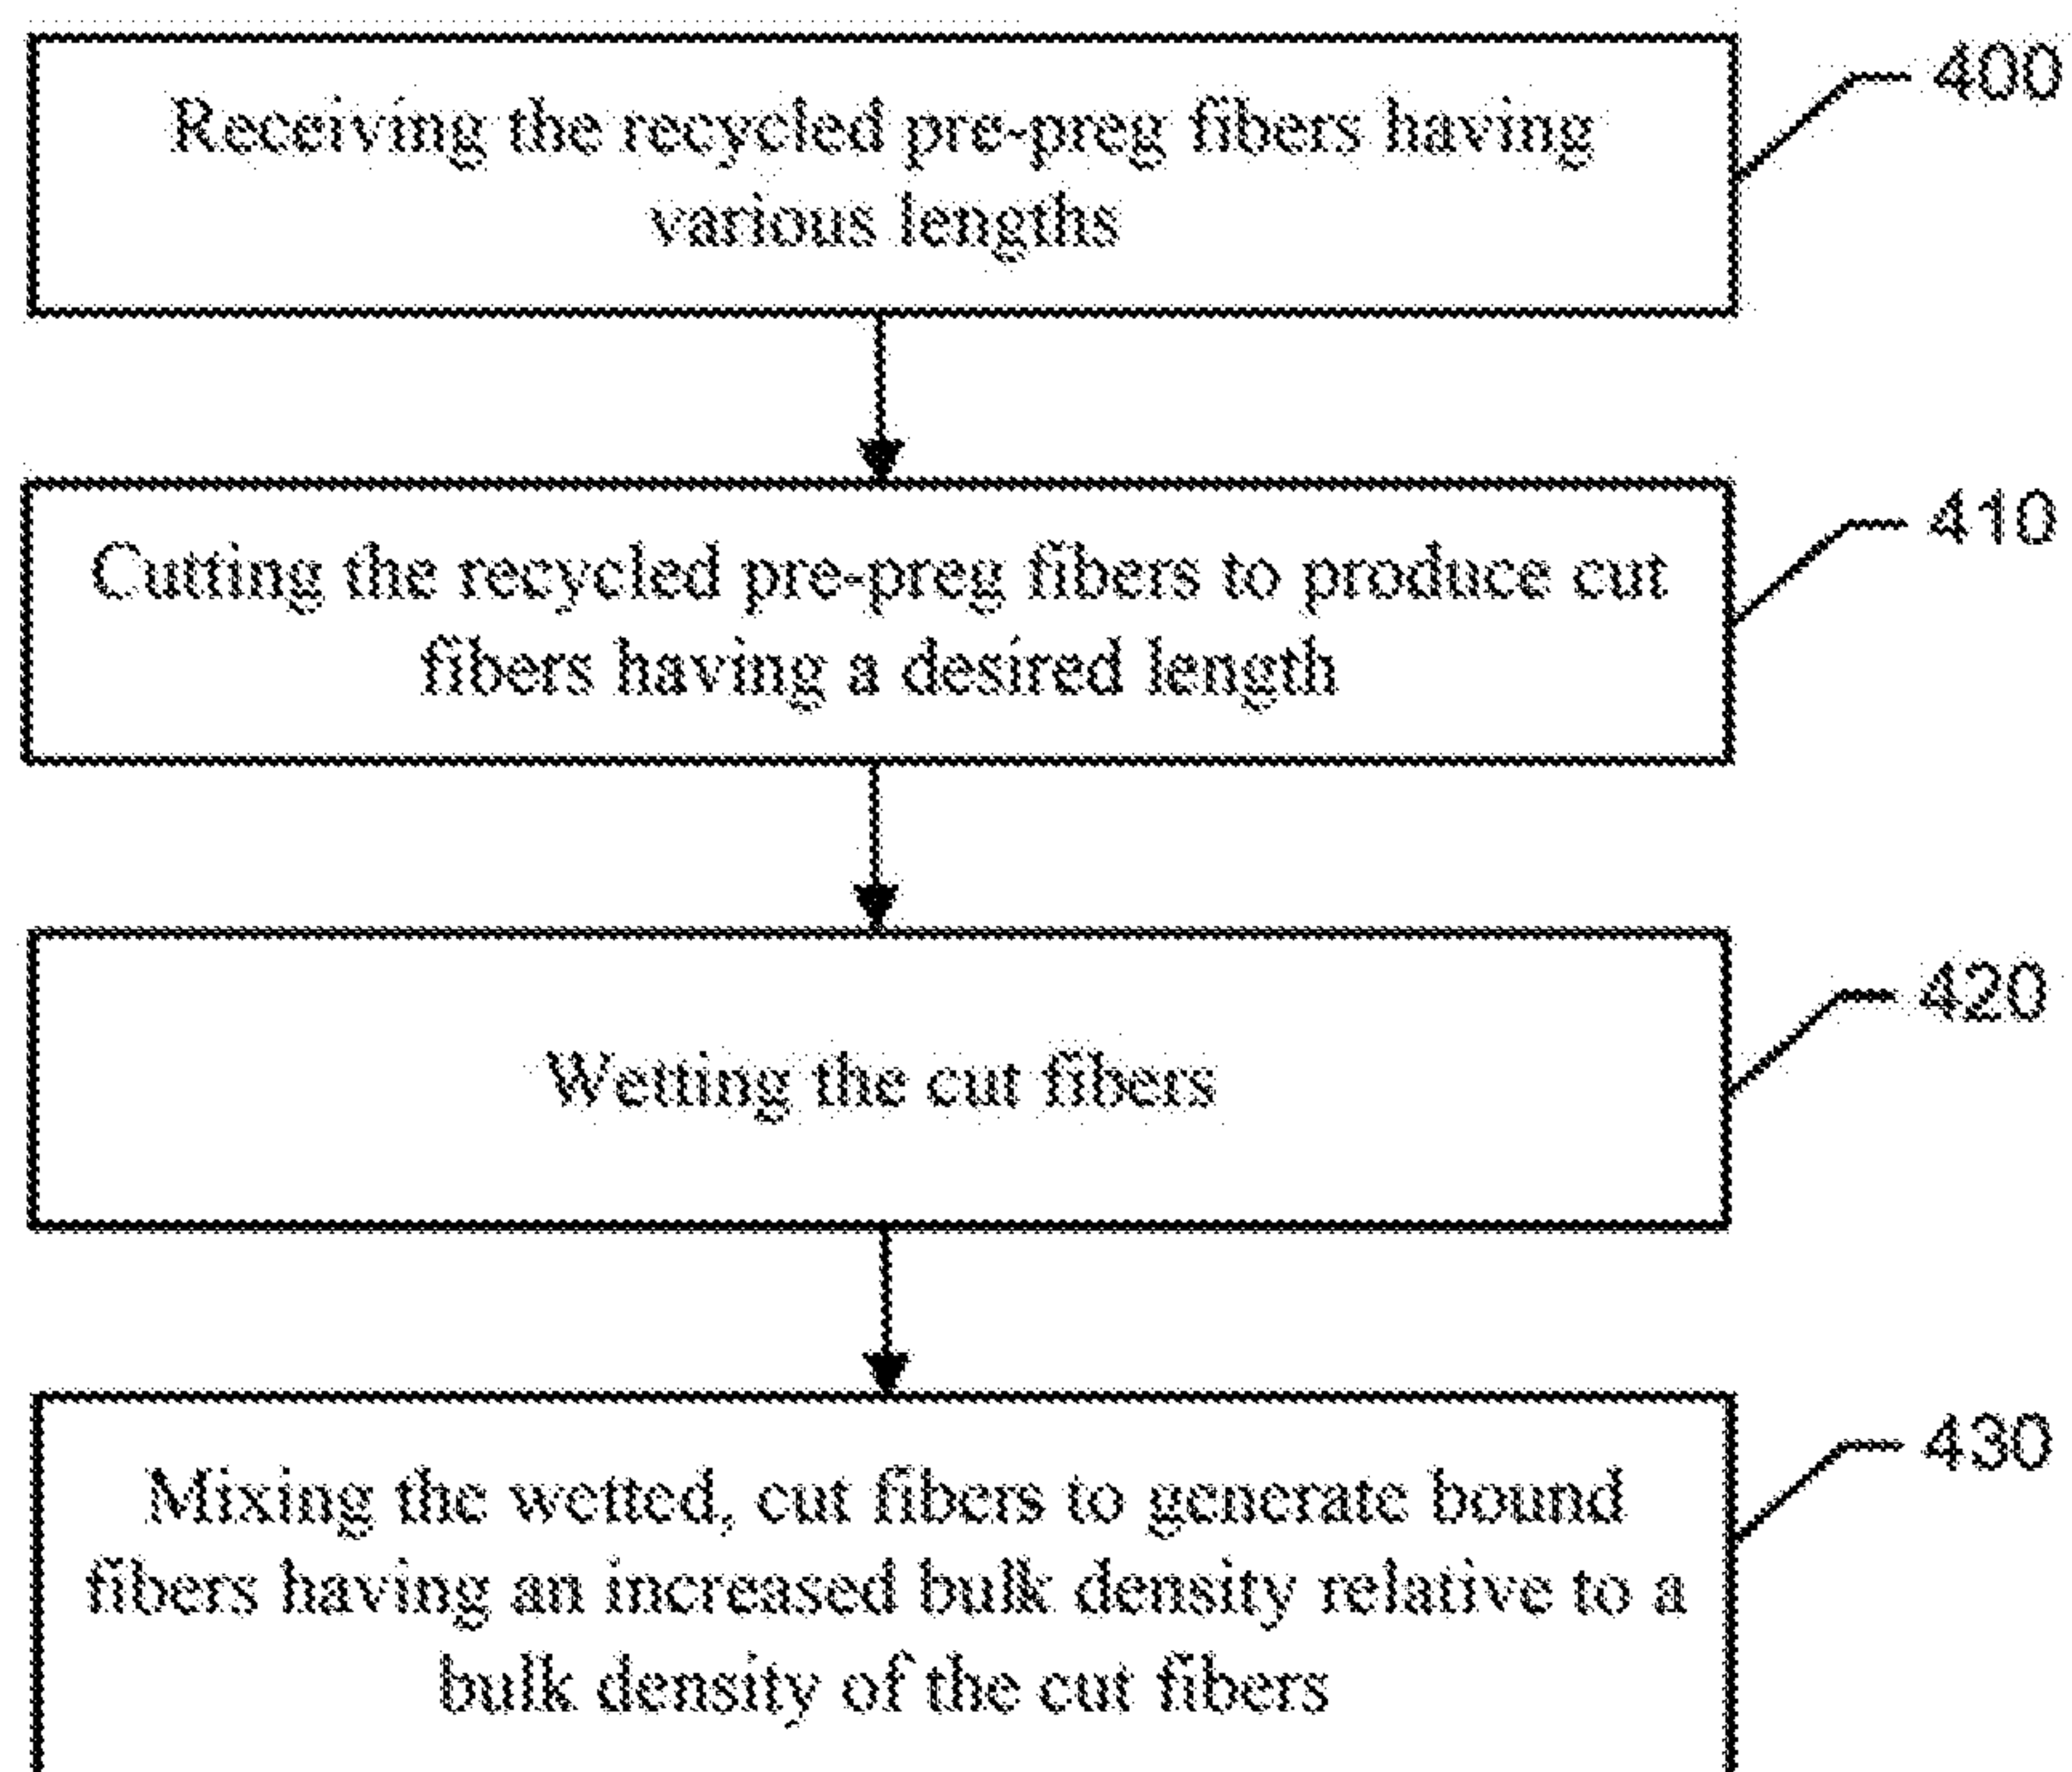 Receiving the recycled pre-preg fibers having
various lengths
400
Cutting the recycled pre-preg fibers to produce cut
fibers having a desired length
410
Wetting the cut fibers
420
Mixing the wetted, cut fibers to generate bound
fibers having an increased bulk density relative to a
bulk density of the cut fibers
430